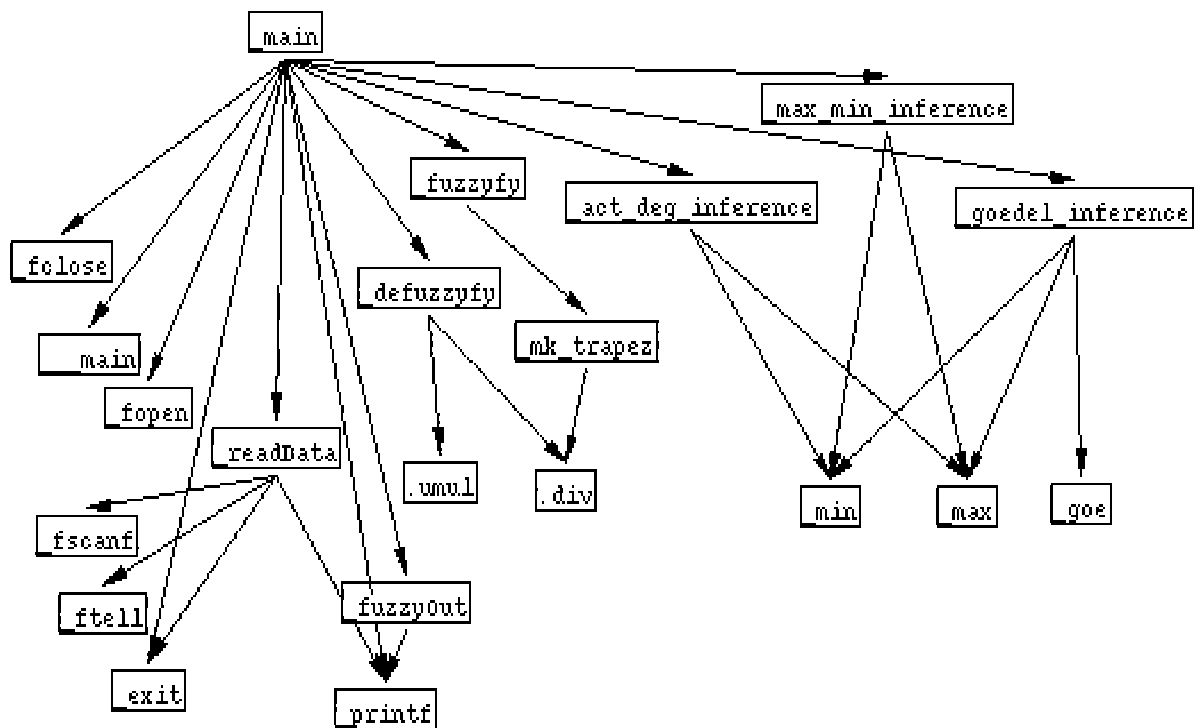 _main
_max_min_inference
_fuzzyfy
_act_deg_inference
_goedel_inference
_fclose
_defuzzyfy
___main
_mk_trapez
_fopen
_readData
.umul
.div
_min
_max
_goe
_fscanf
_ftell
_fuzzyOut
_exit
_printf